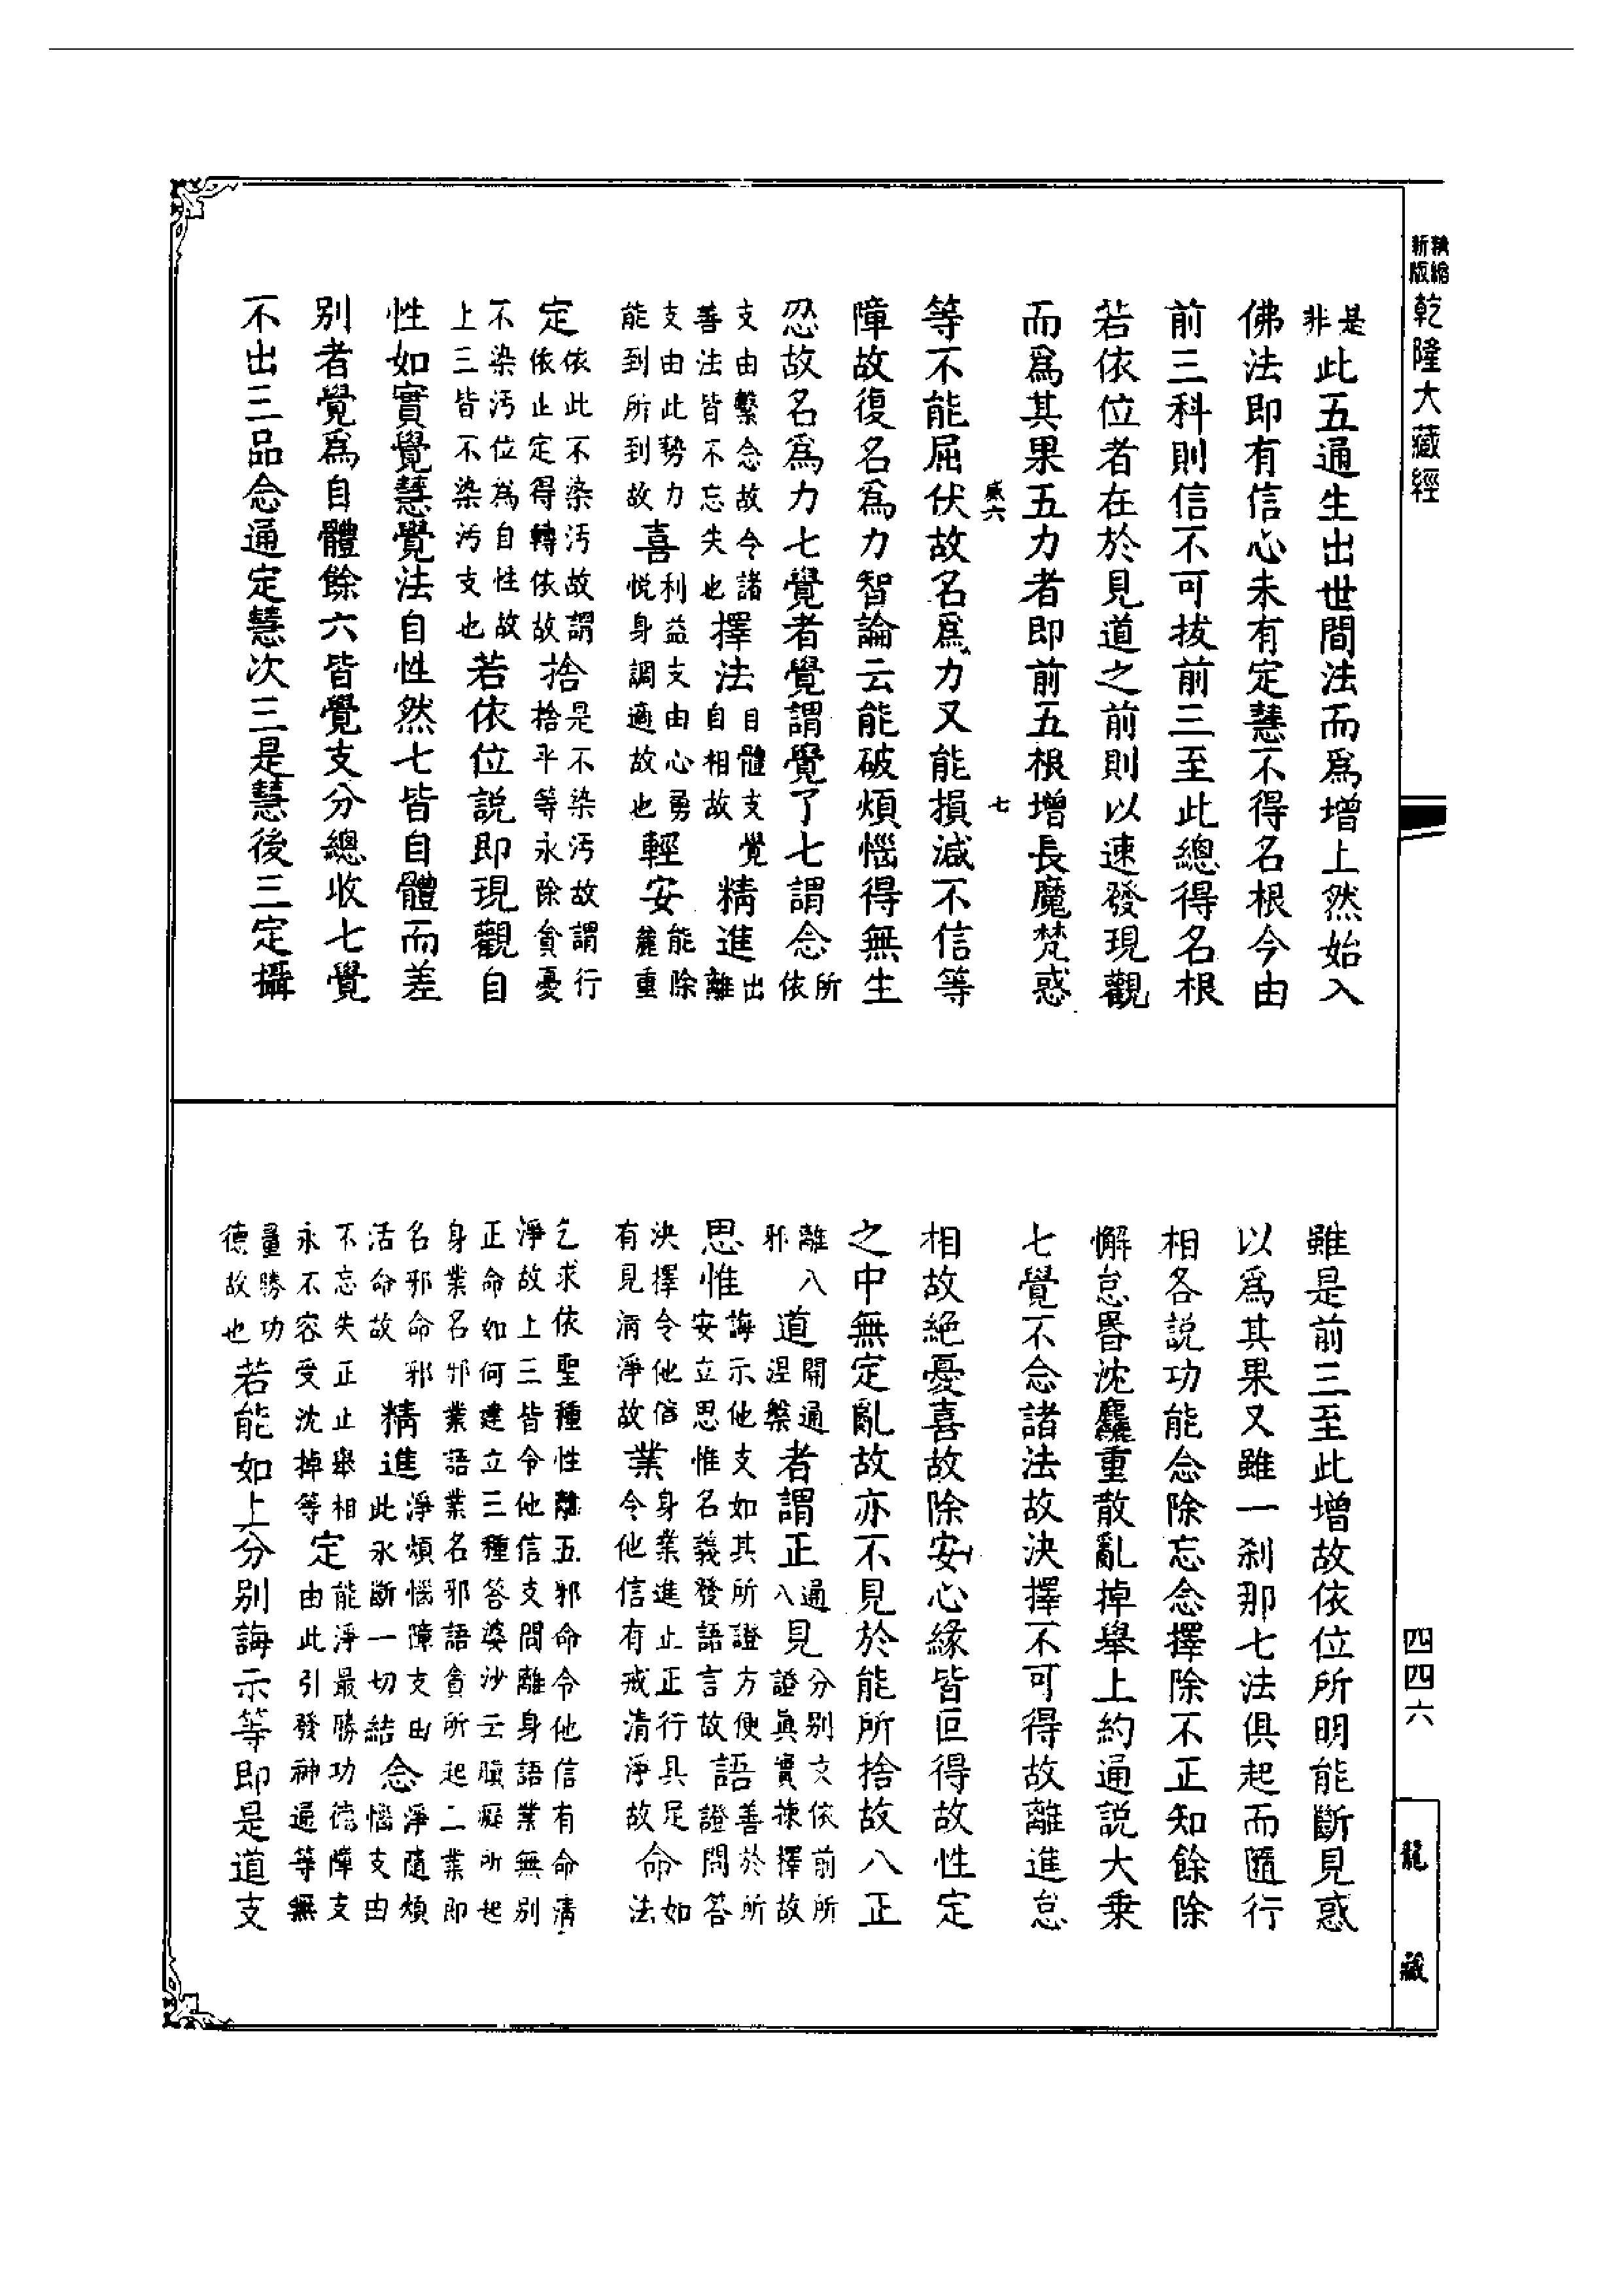 精縮新版 乾隆大藏經
是非此五通生出世間法而爲增上然始入
佛法即有信心未有定慧不得名根今由
前三科則信不可拔前三至此總得名根
若依位者在於見道之前則以速發現觀
而爲其果五力者即前五根增長魔梵惑
六 七
等不能屈伏故名爲力又能損減不信等
障故復名爲力智論云能破煩惱得無生
忍故名爲力七覺者覺謂覺了七謂念所依
支由繫念故令諸善法皆不忘失也擇法自體支覺自相故精進出離
支由此勢力能到所到故喜利益支由心勇悅身調適故也輕安能除麤重
定依此不染污故謂依止定得轉依故捨是不染污故謂行捨平等永除貪憂
不染污位爲自性故上三皆不染污支也若依位說即現觀自
性如實覺慧覺法自性然七皆自體而差
別者覺爲自體餘六皆覺支分總收七覺
不出三品念通定慧次三是慧後三定攝
雖是前三至此增故依位所明能斷見惑
以爲其果又雖一剎那七法俱起而隨行
相各說功能念除忘念擇除不正知餘除
懈怠昏沈麤重散亂掉舉上約通說大乘
七覺不念諸法故決擇不可得故離進怠
相故絕憂喜故除安心緣皆叵得故性定
之中無定亂故亦不見於能所捨故八正
離八邪道開通涅槃者謂正通八見分別支依前所證眞實揀擇故
思惟誨示他支如其所證方便安立思惟名義發語言故語善於所證問答
決擇令他信有見清淨故業身業進止正行具足令他信有戒清淨故命如法
乞求依聖種性離五邪命令他信有命清淨故上三皆令他信支問離身語業無別
正命如何建立三種答婆沙云瞋癡所起身業名邪業語業名邪語貪所起二業即
名邪命邪活命故精進淨煩惱障支由此永斷一切結念淨隨煩惱支由
不忘失正止舉相永不容受沈掉等定能淨最勝功德障支由此引發神通等無
量勝功德故也若能如上分別誨示等即是道支
四四六
龍藏